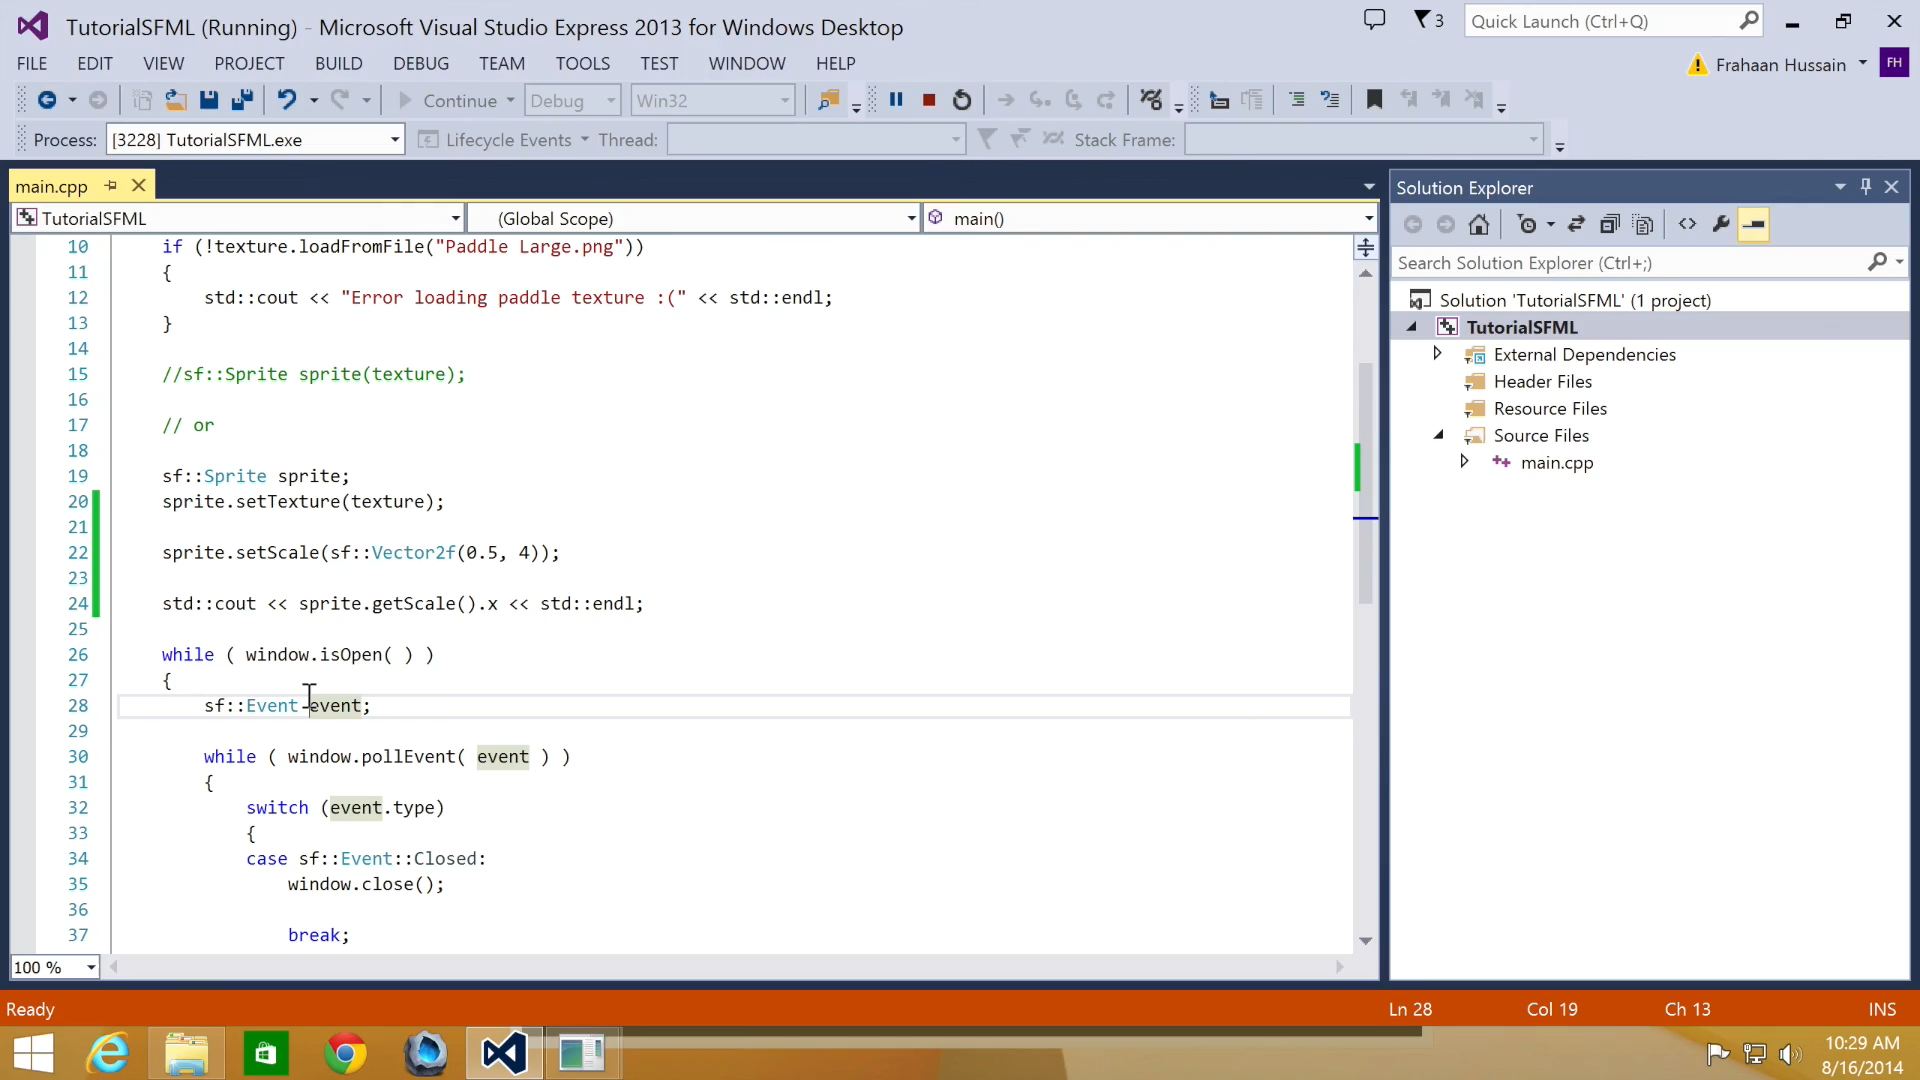 TutorialSFML (Running) - Microsoft Visual Studio Express 2013 for Windows Desktop
3
Quick Launch (Ctrl+Q)
FILE EDIT VIEW PROJECT BUILD DEBUG TEAM TOOLS TEST WINDOW HELP
Frahaan Hussain FH
Continue Debug Win32
Process: [3228] TutorialSFML.exe Lifecycle Events Thread: Stack Frame:
main.cpp
TutorialSFML (Global Scope) main()
10 if (!texture.loadFromFile("Paddle Large.png"))
11 {
12 std::cout << "Error loading paddle texture :(" << std::endl;
13 }
14
15 //sf::Sprite sprite(texture);
16
17 // or
18
19 sf::Sprite sprite;
20 sprite.setTexture(texture);
21
22 sprite.setScale(sf::Vector2f(0.5, 4));
23
24 std::cout << sprite.getScale().x << std::endl;
25
26 while ( window.isOpen( ) )
27 {
28 sf::Event event;
29
30 while ( window.pollEvent( event ) )
31 {
32 switch (event.type)
33 {
34 case sf::Event::Closed:
35 window.close();
36
37 break;
100 %
Solution Explorer
Search Solution Explorer (Ctrl+;)
Solution 'TutorialSFML' (1 project)
TutorialSFML
External Dependencies
Header Files
Resource Files
Source Files
main.cpp
Ready Ln 28 Col 19 Ch 13 INS
10:29 AM
8/16/2014